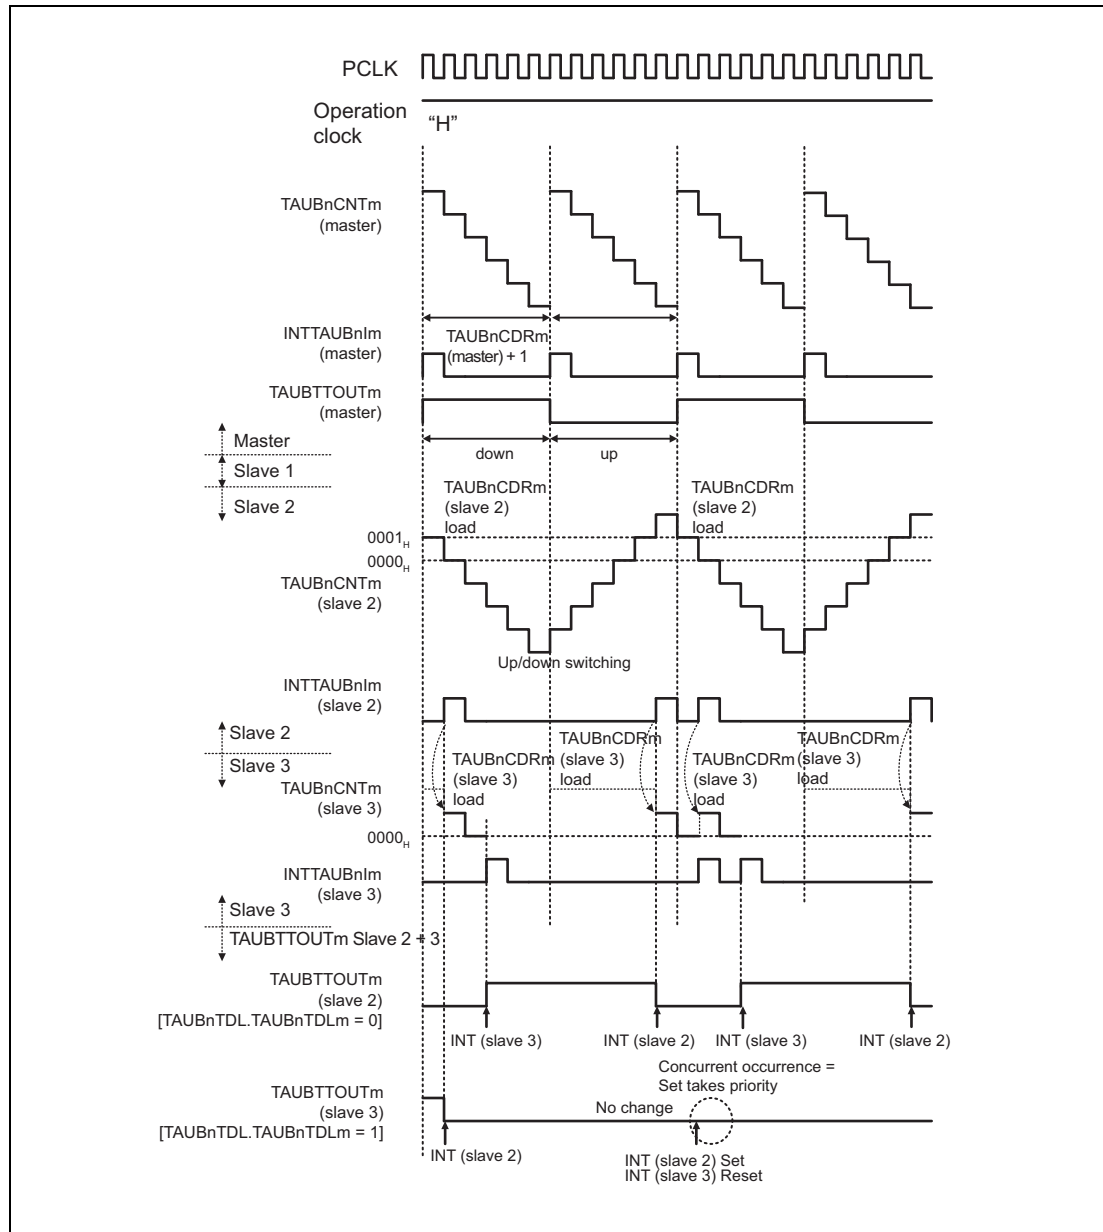 PCLK
Operation
clock
“H”
TAUBnCNTm
(master)
INTTAUBnIm
(master)
TAUBnCDRm
(master) + 1
TAUBTTOUTm
(master)
Master
down
up
Slave 1
Slave 2
TAUBnCDRm
(slave 2)
load
TAUBnCDRm
(slave 2)
load
0001H
0000H
TAUBnCNTm
(slave 2)
Up/down switching
INTTAUBnIm
(slave 2)
Slave 2
Slave 3
TAUBnCDRm
(slave 3)
load
TAUBnCDRm
(slave 3)
load
TAUBnCDRm
(slave 3)
load
TAUBnCDRm
(slave 3)
load
TAUBnCNTm
(slave 3)
0000H
INTTAUBnIm
(slave 3)
Slave 3
TAUBTTOUTm Slave 2 + 3
TAUBTTOUTm
(slave 2)
[TAUBnTDL.TAUBnTDLm = 0]
INT (slave 3)
INT (slave 2)
INT (slave 3)
INT (slave 2)
Concurrent occurrence =
Set takes priority
TAUBTTOUTm
(slave 3)
[TAUBnTDL.TAUBnTDLm = 1]
No change
INT (slave 2)
INT (slave 2) Set
INT (slave 3) Reset